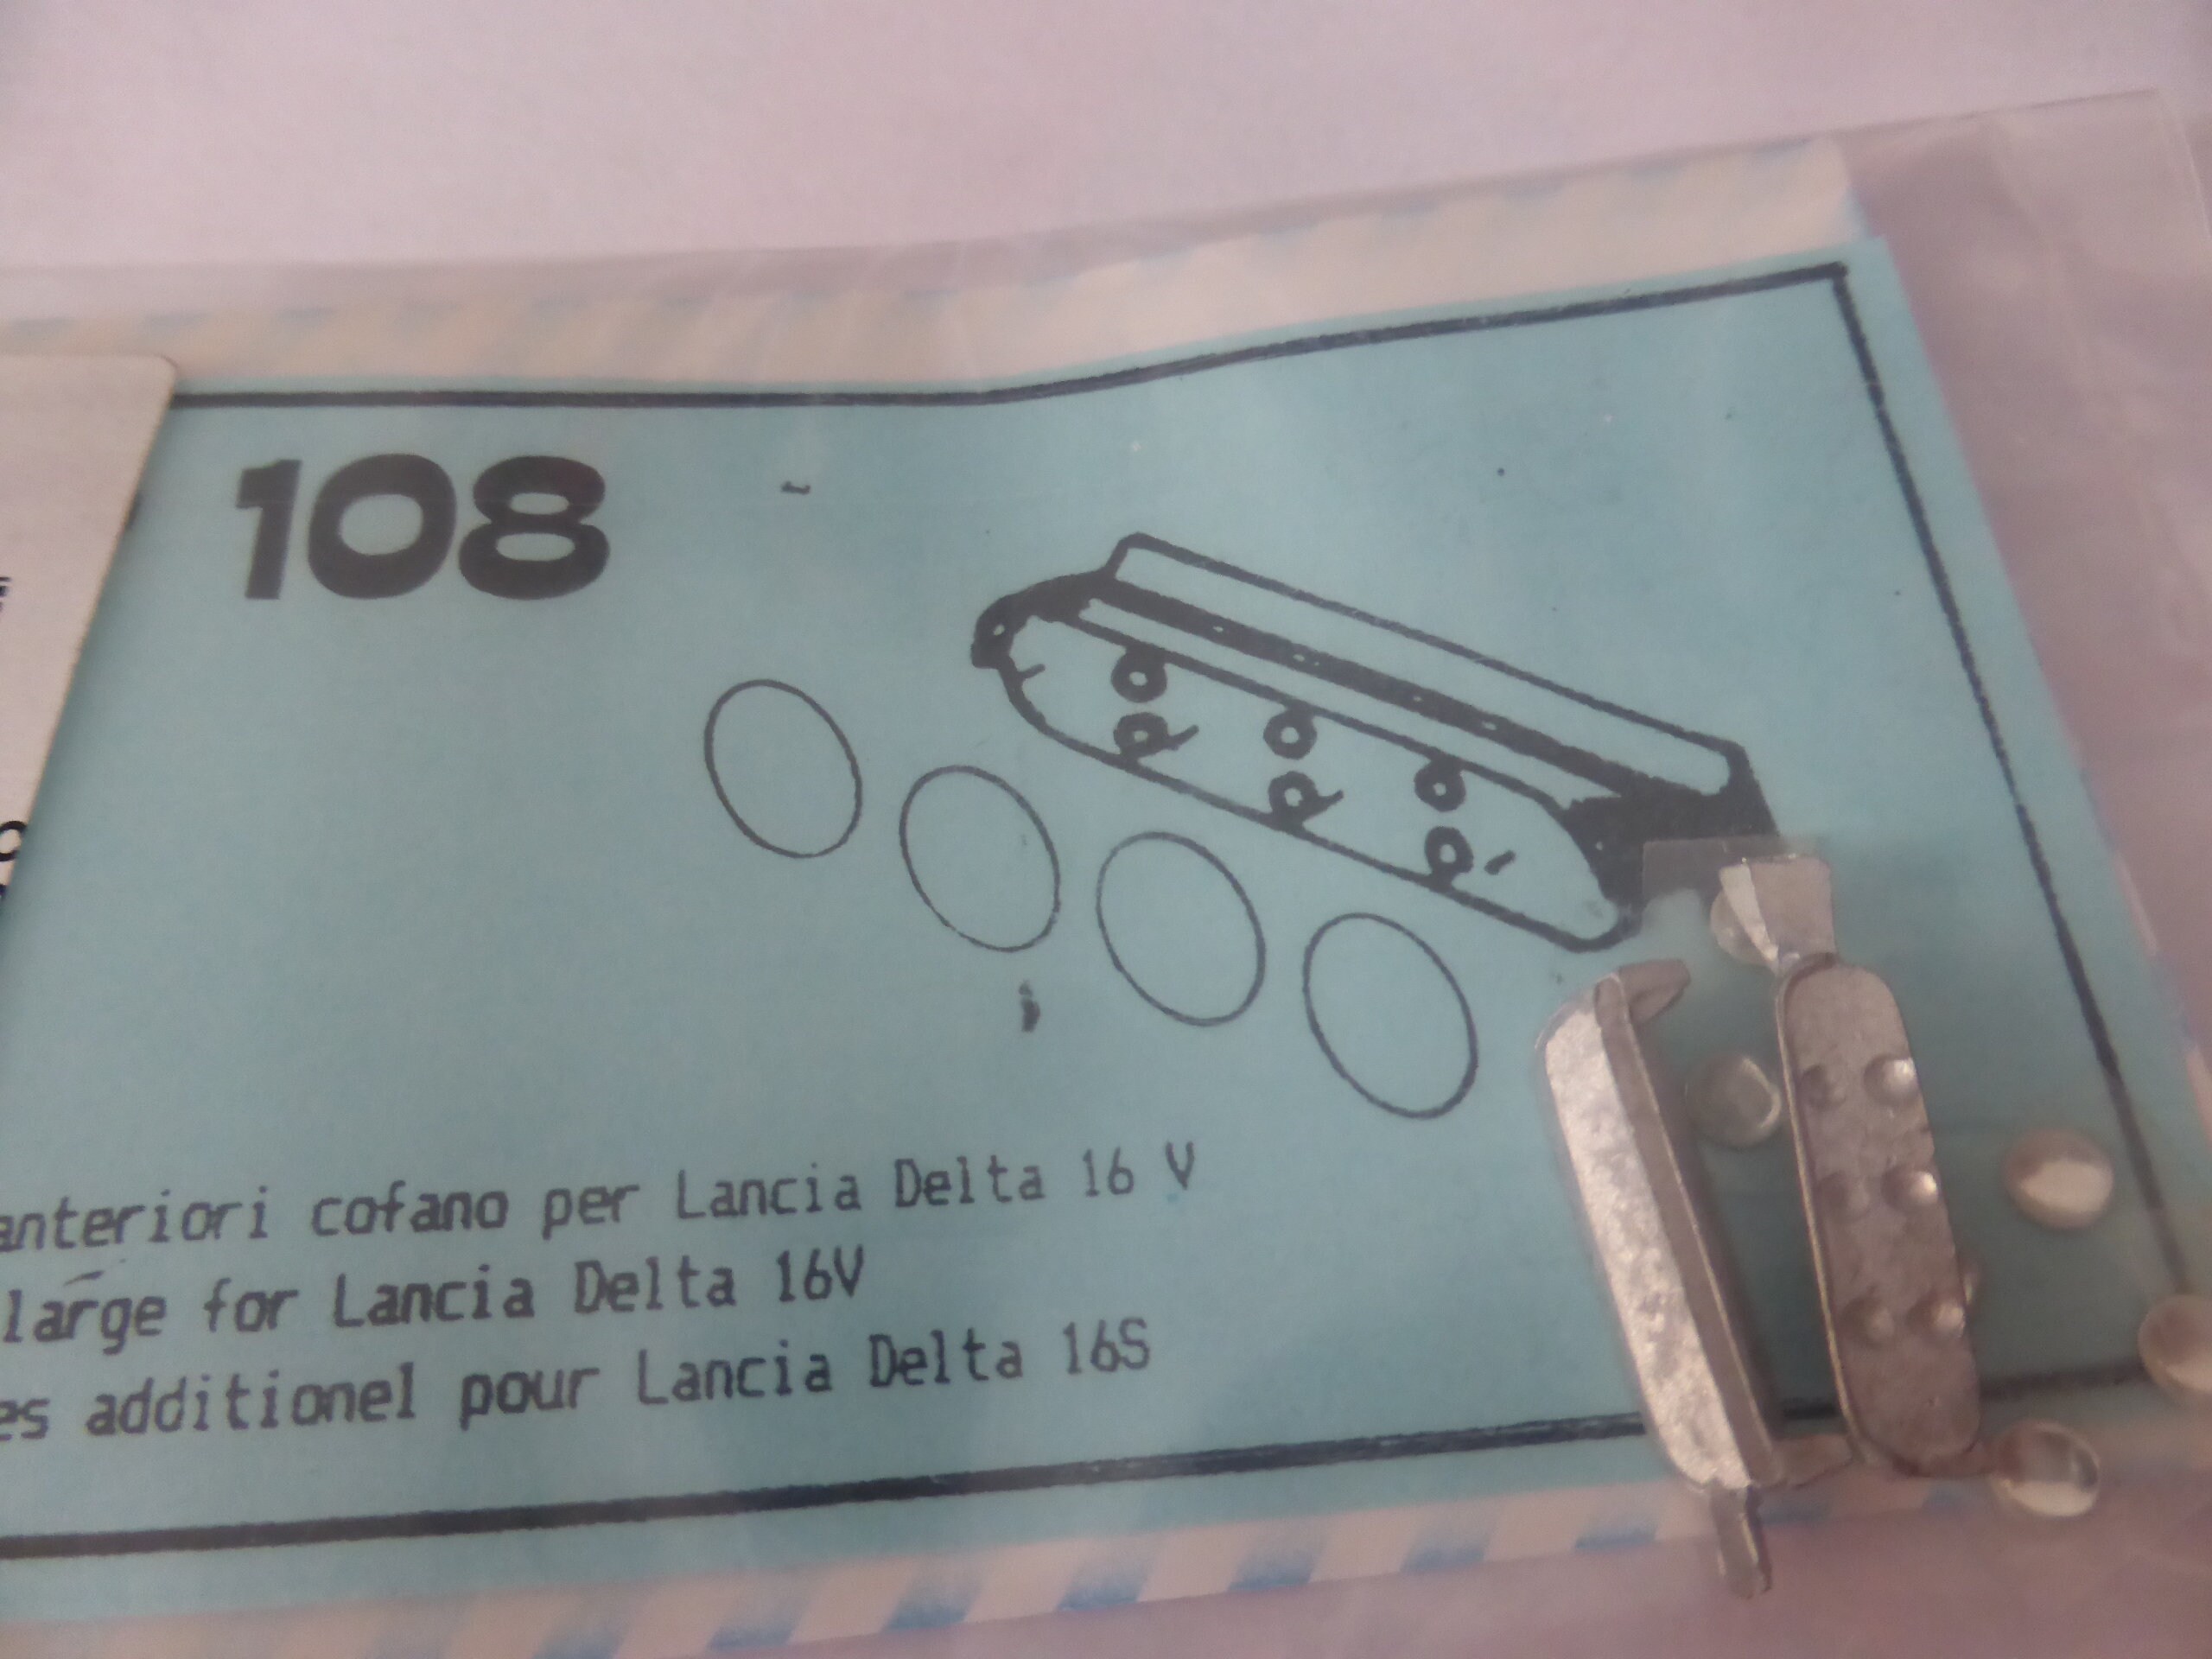 108
anteriori cofano per Lancia Delta 16 V
large for Lancia Delta 16V
es additionel pour Lancia Delta 16S